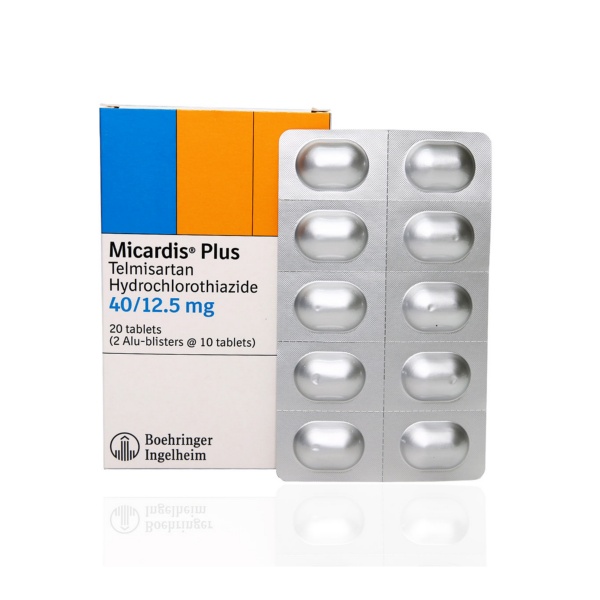 Micardis® Plus
Telmisartan
Hydrochlorothiazide
40/12.5 mg
20 tablets
(2 Alu-blisters @ 10 tablets)
Boehringer
Ingelheim